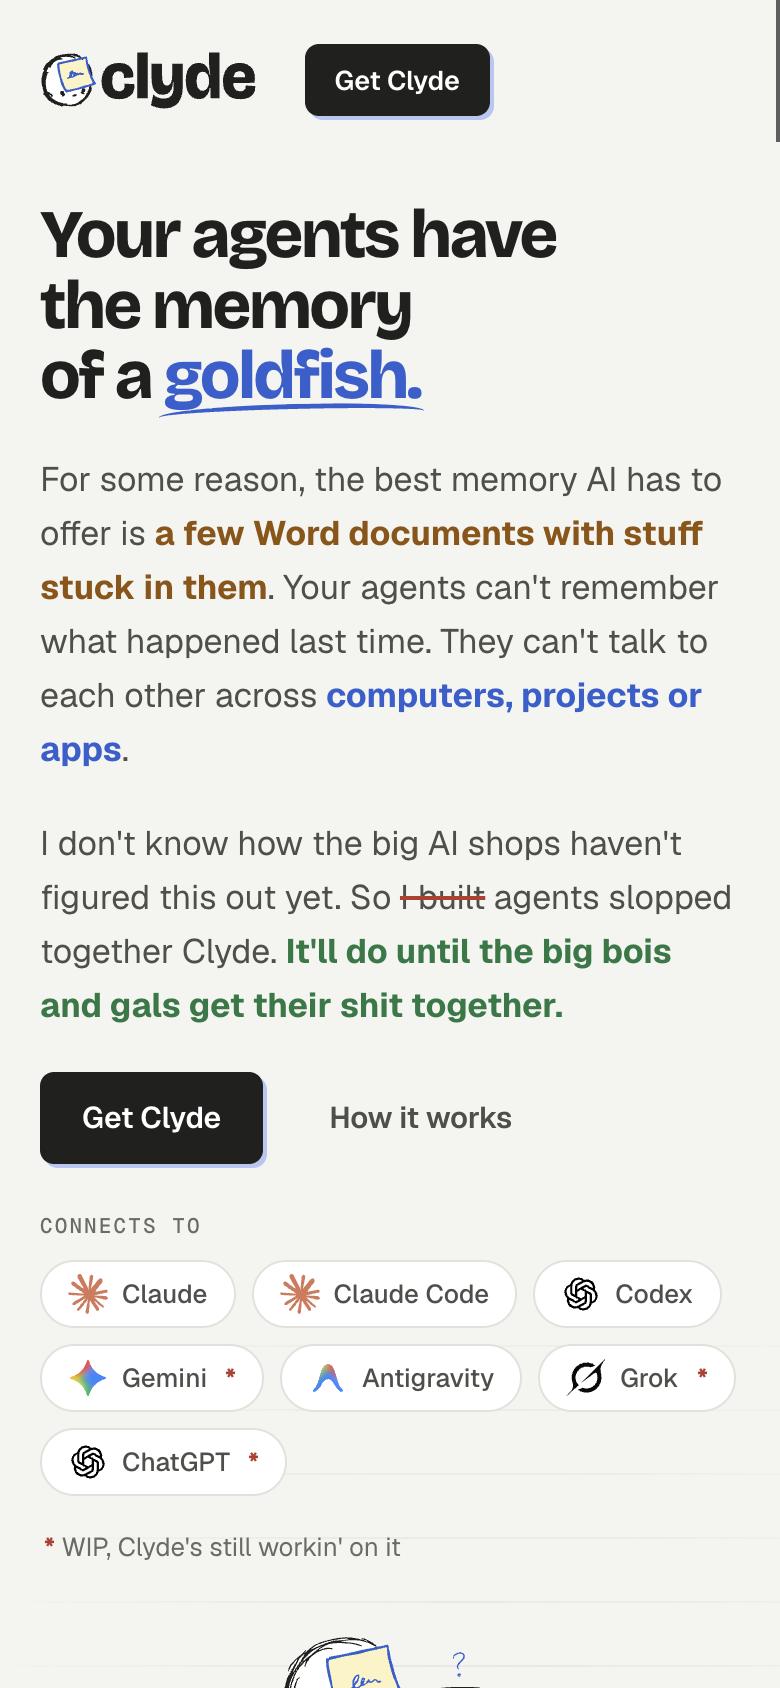 clyde
Get Clyde
Your agents have
the memory
of a goldfish.
For some reason, the best memory AI has to
offer is a few Word documents with stuff
stuck in them. Your agents can't remember
what happened last time. They can't talk to
each other across computers, projects or
apps.
I don't know how the big AI shops haven't
figured this out yet. So I built agents slopped
together Clyde. It'll do until the big bois
and gals get their shit together.
Get Clyde
How it works
CONNECTS TO
Claude
Claude Code
Codex
Gemini *
Antigravity
Grok *
ChatGPT *
* WIP, Clyde's still workin' on it
?